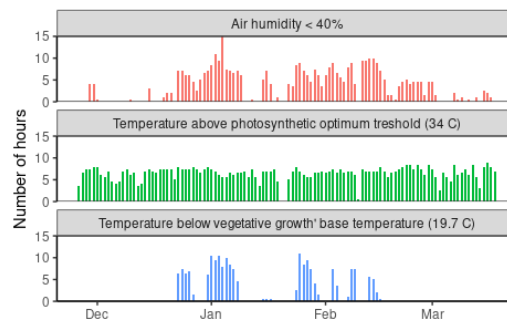 Air humidity < 40%
15
10
5
0
Temperature above photosynthetic optimum treshold (34 C)
15
10
5
0
Temperature below vegetative growth' base temperature (19.7 C)
15
10
5
0
Number of hours
Dec Jan Feb Mar